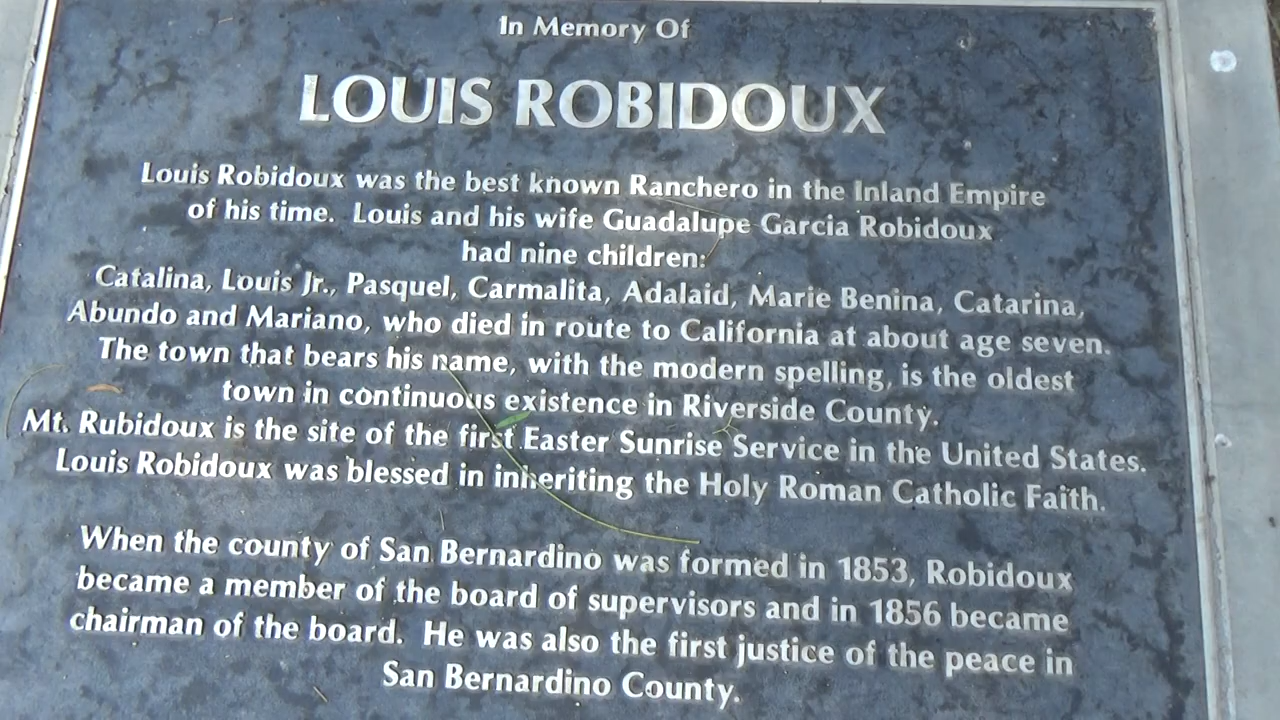 In Memory Of
LOUIS ROBIDOUX
Louis Robidoux was the best known Ranchero in the Inland Empire
of his time. Louis and his wife Guadalupe Garcia Robidoux
had nine children:
Catalina, Louis Jr., Pasquel, Carmalita, Adalaid, Marie Benina, Catarina,
Abundo and Mariano, who died in route to California at about age seven.
The town that bears his name, with the modern spelling, is the oldest
town in continuous existence in Riverside County.
Mt. Rubidoux is the site of the first Easter Sunrise Service in the United States.
Louis Robidoux was blessed in inheriting the Holy Roman Catholic Faith.
When the county of San Bernardino was formed in 1853, Robidoux
became a member of the board of supervisors and in 1856 became
chairman of the board. He was also the first justice of the peace in
San Bernardino County.